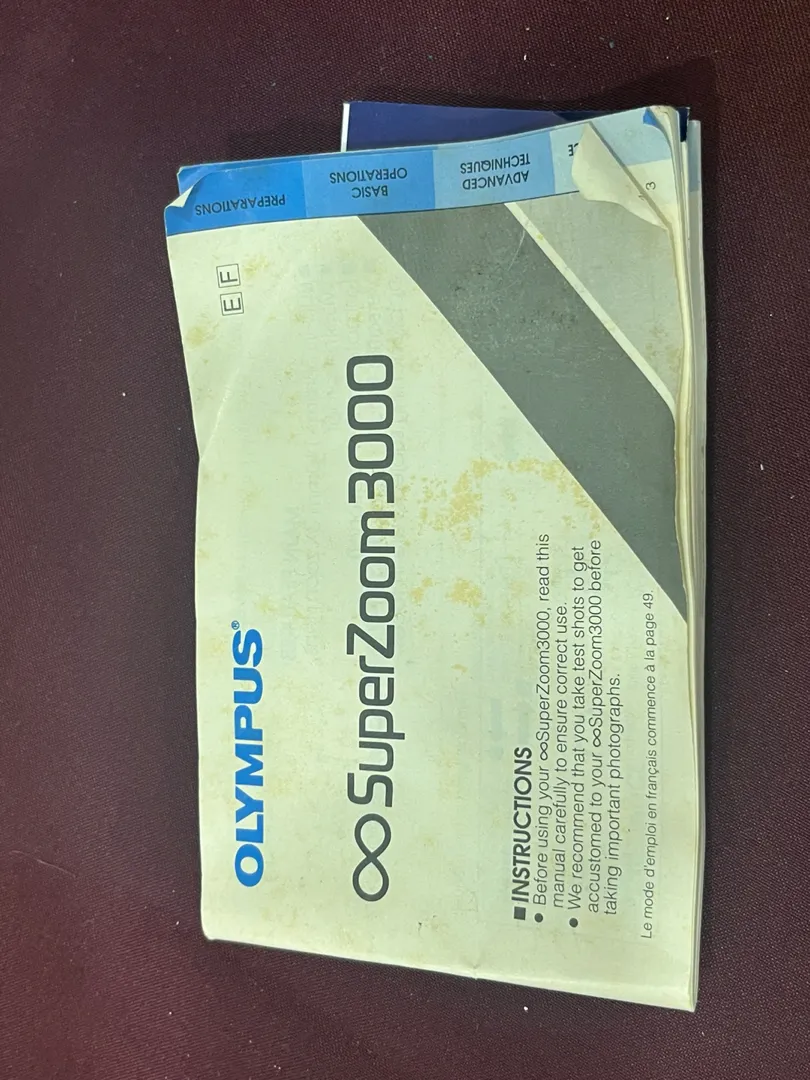 OLYMPUS®
E F
∞SuperZoom3000
■INSTRUCTIONS
● Before using your ∞SuperZoom3000, read this
manual carefully to ensure correct use.
● We recommend that you take test shots to get
accustomed to your ∞SuperZoom3000 before
taking important photographs.
Le mode d'emploi en français commence à la page 49.
PREPARATIONS
BASIC
OPERATIONS
ADVANCED
TECHNIQUES
3